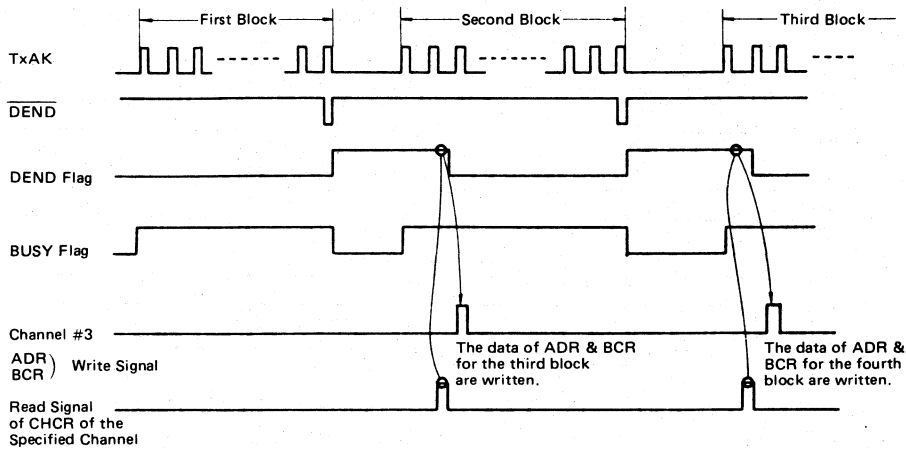 First Block
Second Block
Third Block
TxAK
DEND
DEND Flag
BUSY Flag
Channel #3
ADR
BCR ) Write Signal
The data of ADR & BCR
for the third block
are written.
The data of ADR &
BCR for the fourth
block are written.
Read Signal
of CHCR of the
Specified Channel